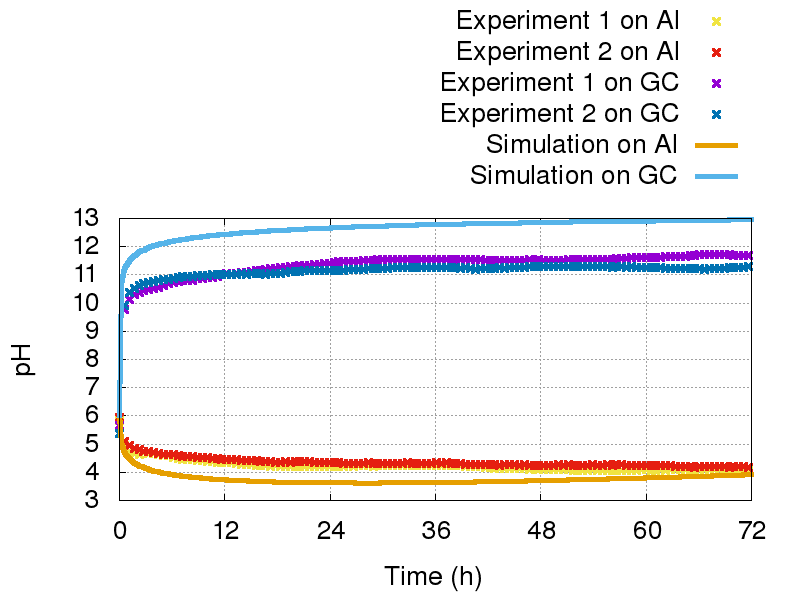 Experiment 1 on Al
Experiment 2 on Al
Experiment 1 on GC
Experiment 2 on GC
Simulation on Al
Simulation on GC
13
12
11
10
9
8
7
6
5
4
3
pH
0 12 24 36 48 60 72
Time (h)